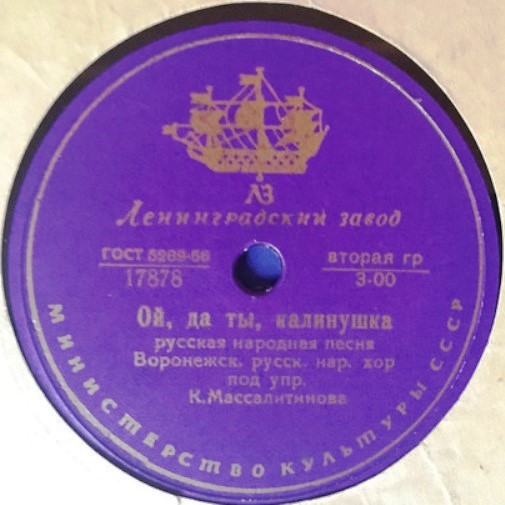 ЛЗ
Ленинградский завод
ГОСТ 5289-56
17878
вторая гр
3-00
Ой, да ты, калинушка
русская народная песня
Воронежск. русск. нар. хор
под упр.
К.Массалитинова
МИНИСТЕРСТВО КУЛЬТУРЫ СССР